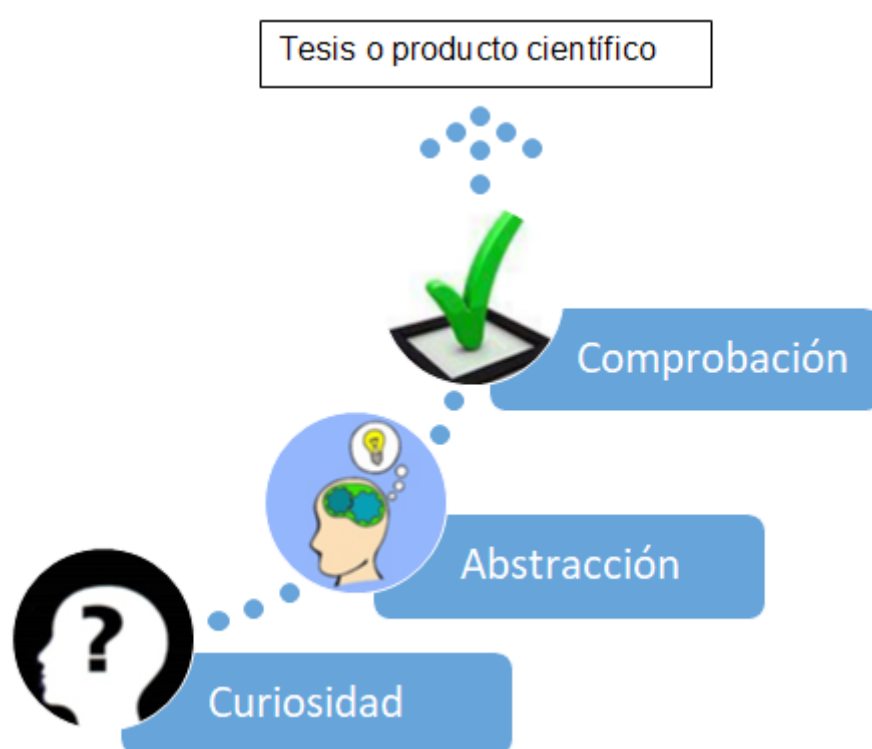 Tesis o producto científico
Comprobación
Abstracción
?
Curiosidad